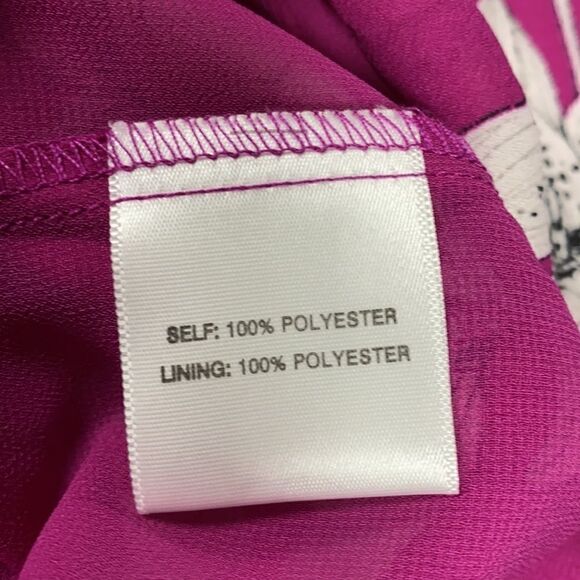 SELF: 100% POLYESTER
LINING: 100% POLYESTER